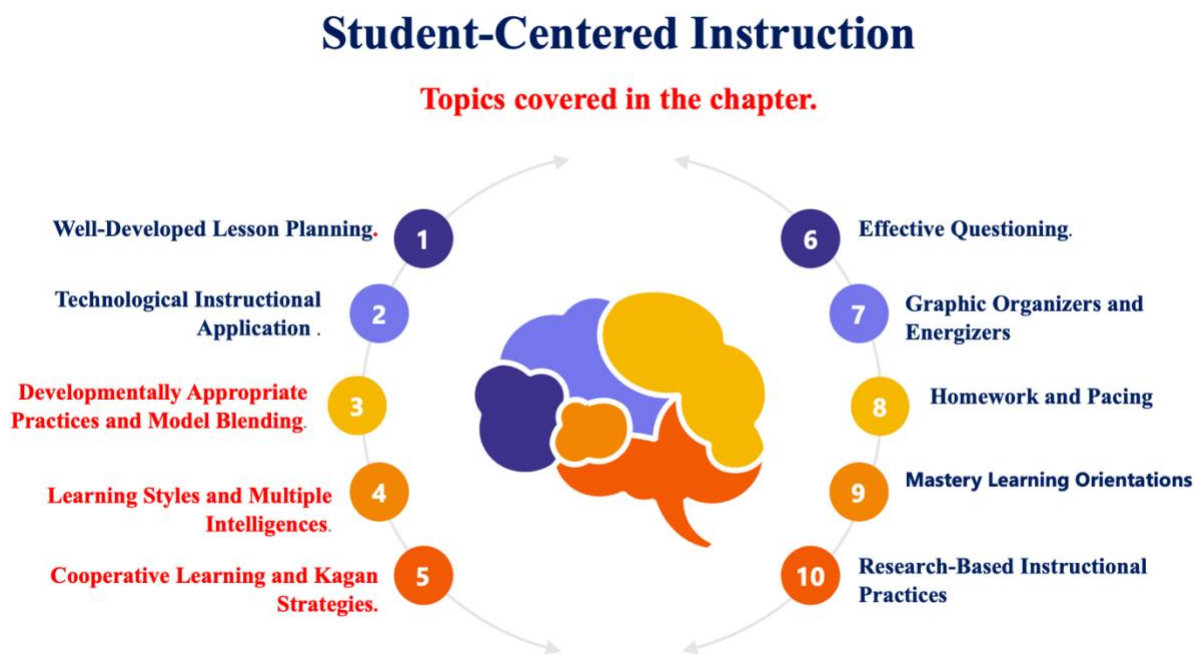 Student-Centered Instruction
Topics covered in the chapter.
1
Well-Developed Lesson Planning.
2
Technological Instructional
Application .
3
Developmentally Appropriate
Practices and Model Blending.
4
Learning Styles and Multiple
Intelligences.
5
Cooperative Learning and Kagan
Strategies.
6
Effective Questioning.
7
Graphic Organizers and
Energizers
8
Homework and Pacing
9
Mastery Learning Orientations
10
Research-Based Instructional
Practices